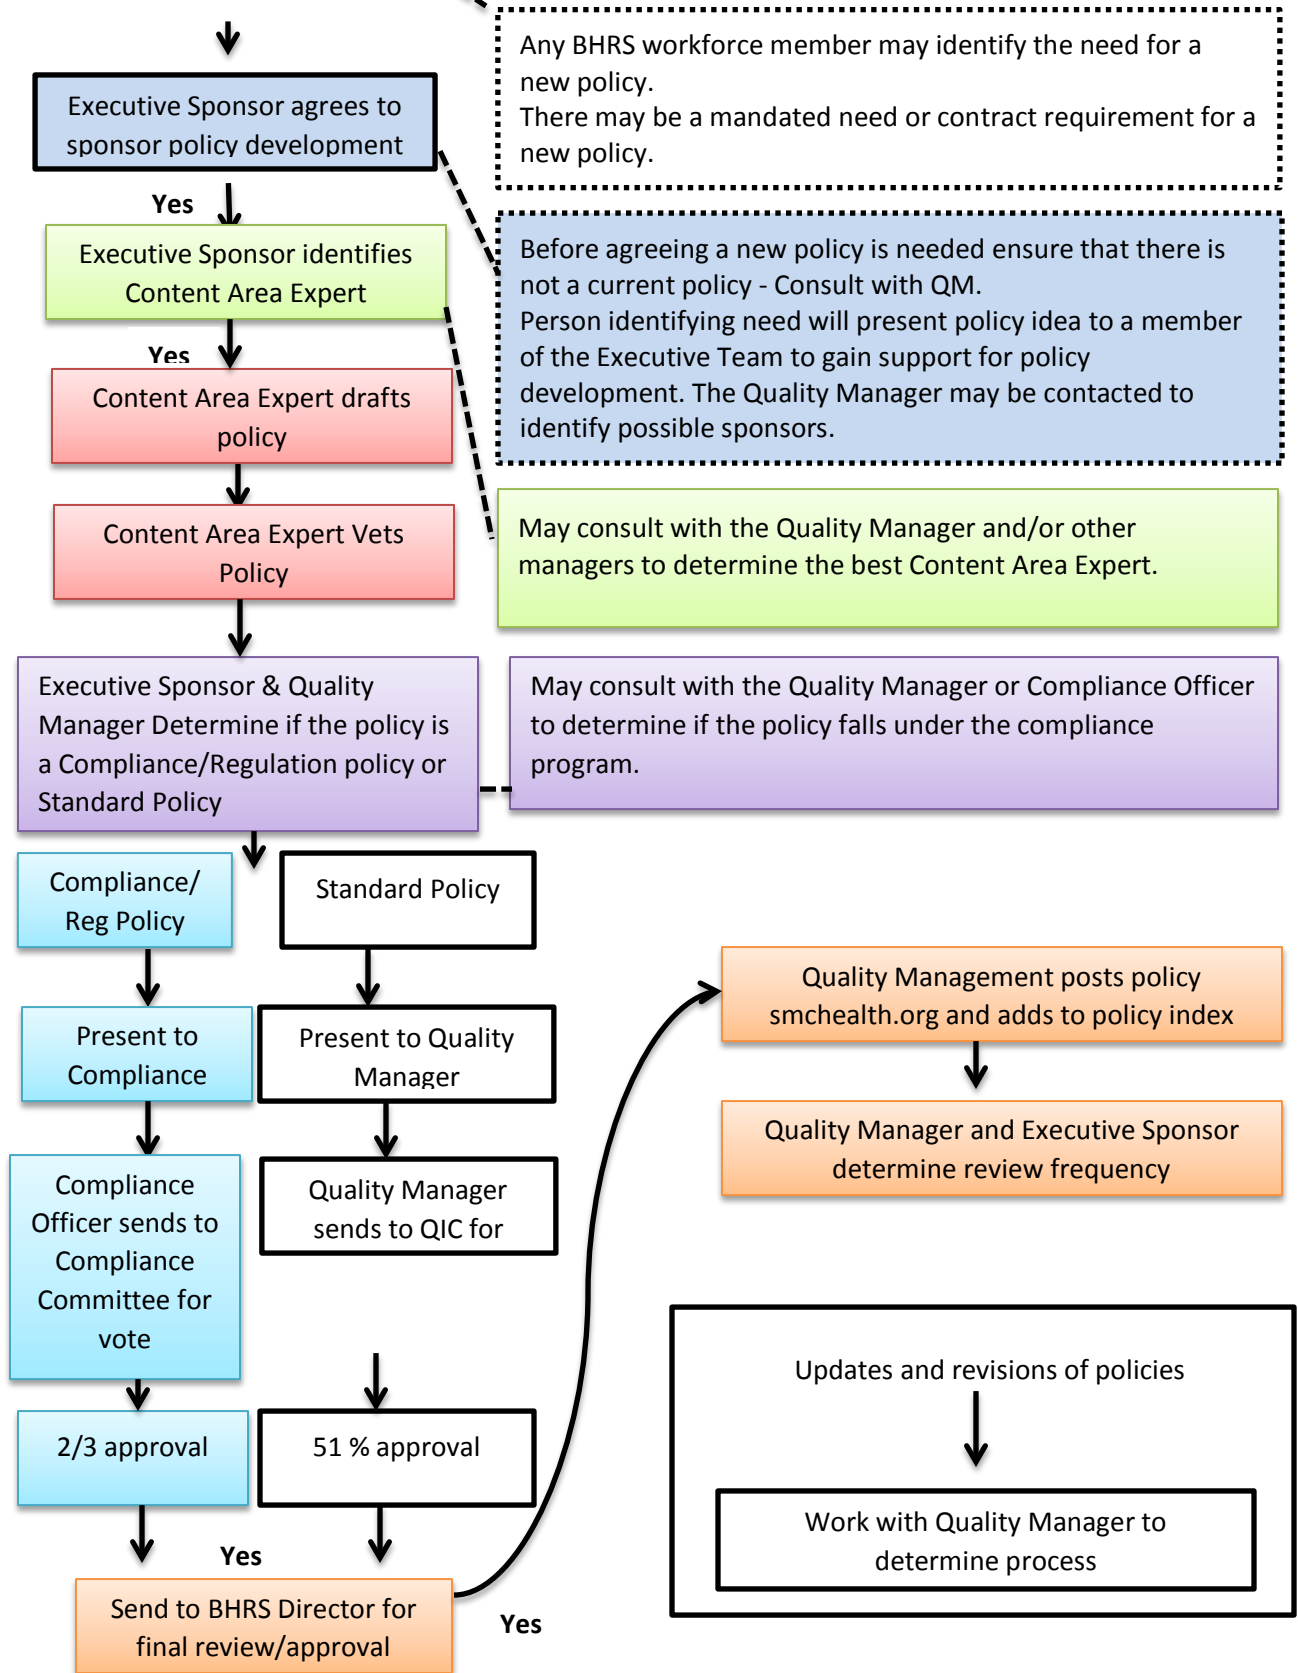 Any BHRS workforce member may identify the need for a
new policy.
There may be a mandated need or contract requirement for a
new policy.
Executive Sponsor agrees to
sponsor policy development
Yes
Before agreeing a new policy is needed ensure that there is
not a current policy - Consult with QM.
Person identifying need will present policy idea to a member
of the Executive Team to gain support for policy
development. The Quality Manager may be contacted to
identify possible sponsors.
Executive Sponsor identifies
Content Area Expert
Yes
Content Area Expert drafts
policy
Content Area Expert Vets
Policy
May consult with the Quality Manager and/or other
managers to determine the best Content Area Expert.
Executive Sponsor & Quality
Manager Determine if the policy is
a Compliance/Regulation policy or
Standard Policy
May consult with the Quality Manager or Compliance Officer
to determine if the policy falls under the compliance
program.
Compliance/
Reg Policy
Standard Policy
Present to
Compliance
Present to Quality
Manager
Compliance
Officer sends to
Compliance
Committee for
vote
Quality Manager
sends to QIC for
2/3 approval
51 % approval
Yes
Send to BHRS Director for
final review/approval
Yes
Quality Management posts policy
smchealth.org and adds to policy index
Quality Manager and Executive Sponsor
determine review frequency
Updates and revisions of policies
Work with Quality Manager to
determine process